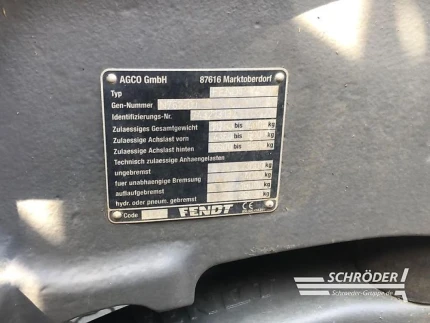 AGCO GmbH 87616 Marktoberdorf
Typ
Gen-Nummer
Identifizierungs-Nr.
Zulaessiges Gesamtgewicht bis kg
Zulaessige Achslast vorn bis kg
Zulaessige Achslast hinten bis kg
Technisch zulaessige Anhaengelasten
ungebremst kg
fuer unabhaengige Bremsung kg
auflaufgebremst kg
hydr. oder pneum. gebremst kg
Code FENDT CE
SCHRÖDER
Schroeder-Gruppe.de